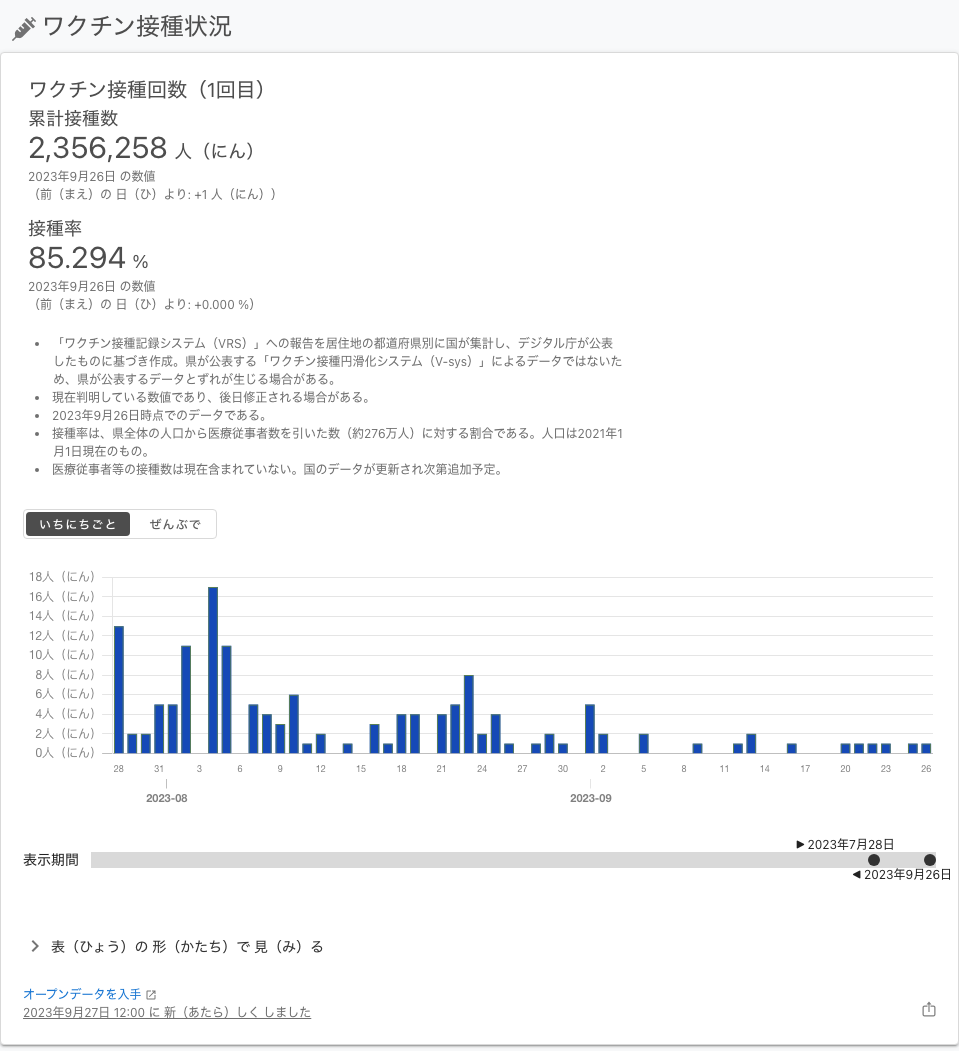 ワクチン接種状況
ワクチン接種回数（1回目）
累計接種数
2,356,258 人（にん）
2023年9月26日 の数値
（前（まえ）の 日（ひ）より: +1 人（にん））
接種率
85.294 %
2023年9月26日 の数値
（前（まえ）の 日（ひ）より: +0.000 %）
• 「ワクチン接種記録システム（VRS）」への報告を居住地の都道府県別に国が集計し、デジタル庁が公表
したものに基づき作成。県が公表する「ワクチン接種円滑化システム（V-sys）」によるデータではないた
め、県が公表するデータとずれが生じる場合がある。
• 現在判明している数値であり、後日修正される場合がある。
• 2023年9月26日時点でのデータである。
• 接種率は、県全体の人口から医療従事者数を引いた数（約276万人）に対する割合である。人口は2021年1
月1日現在のもの。
• 医療従事者等の接種数は現在含まれていない。国のデータが更新され次第追加予定。
いちにちごと ぜんぶで
18人（にん）
16人（にん）
14人（にん）
12人（にん）
10人（にん）
8人（にん）
6人（にん）
4人（にん）
2人（にん）
0人（にん）
28 31 3 6 9 12 15 18 21 24 27 30 2 5 8 11 14 17 20 23 26
2023-08 2023-09
▶ 2023年7月28日
表示期間
◀ 2023年9月26日
表（ひょう）の 形（かたち）で 見（み）る
オープンデータを入手
2023年9月27日 12:00 に 新（あたら）しく しました